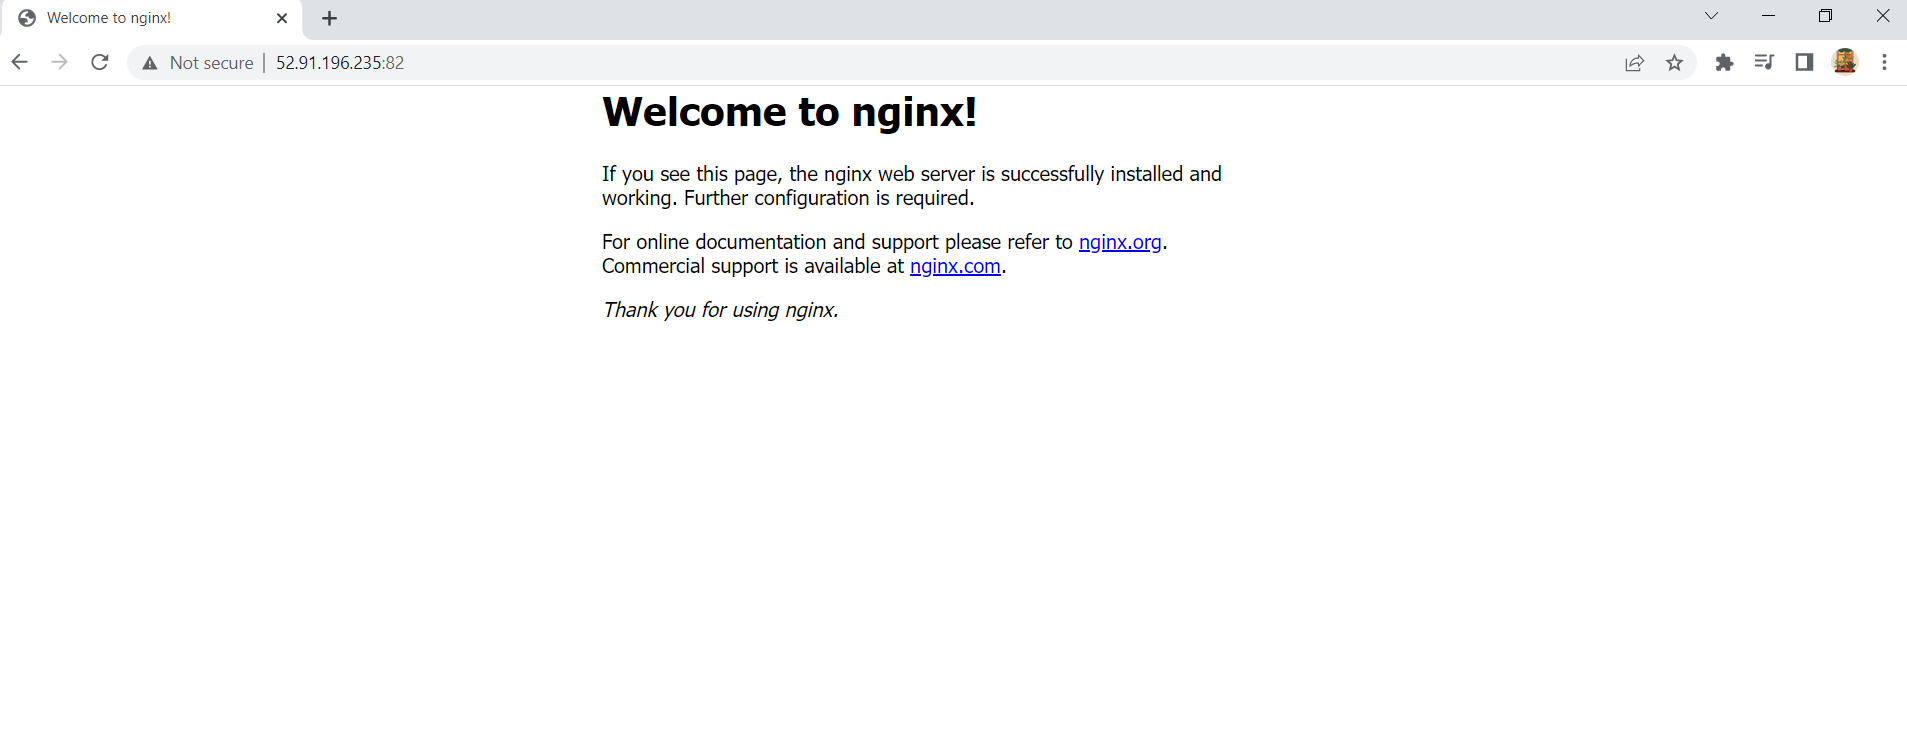 Welcome to nginx!
Not secure | 52.91.196.235:82
Welcome to nginx!
If you see this page, the nginx web server is successfully installed and
working. Further configuration is required.
For online documentation and support please refer to nginx.org.
Commercial support is available at nginx.com.
Thank you for using nginx.